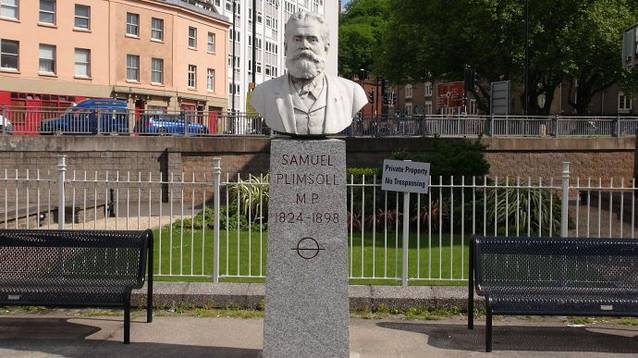 SAMUEL
PLIMSOLL
M.P.
1824-1898
Private Property
No Trespassing